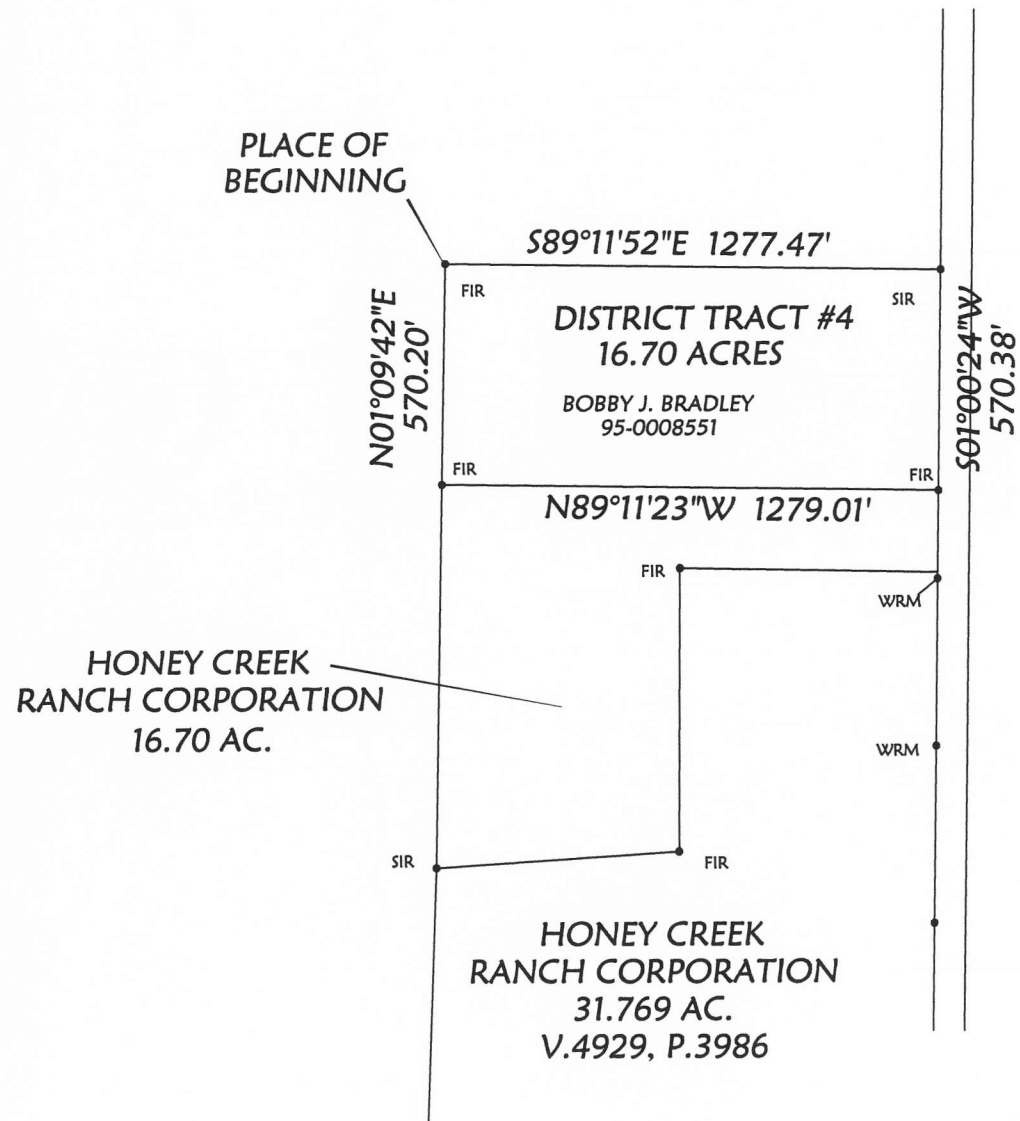 PLACE OF
BEGINNING
S89°11'52"E 1277.47'
FIR
SIR
N01°09'42"E
570.20'
DISTRICT TRACT #4
16.70 ACRES
BOBBY J. BRADLEY
95-0008551
S01°00'24"W
570.38'
FIR
FIR
N89°11'23"W 1279.01'
FIR
WRM
HONEY CREEK
RANCH CORPORATION
16.70 AC.
WRM
SIR
FIR
HONEY CREEK
RANCH CORPORATION
31.769 AC.
V.4929, P.3986